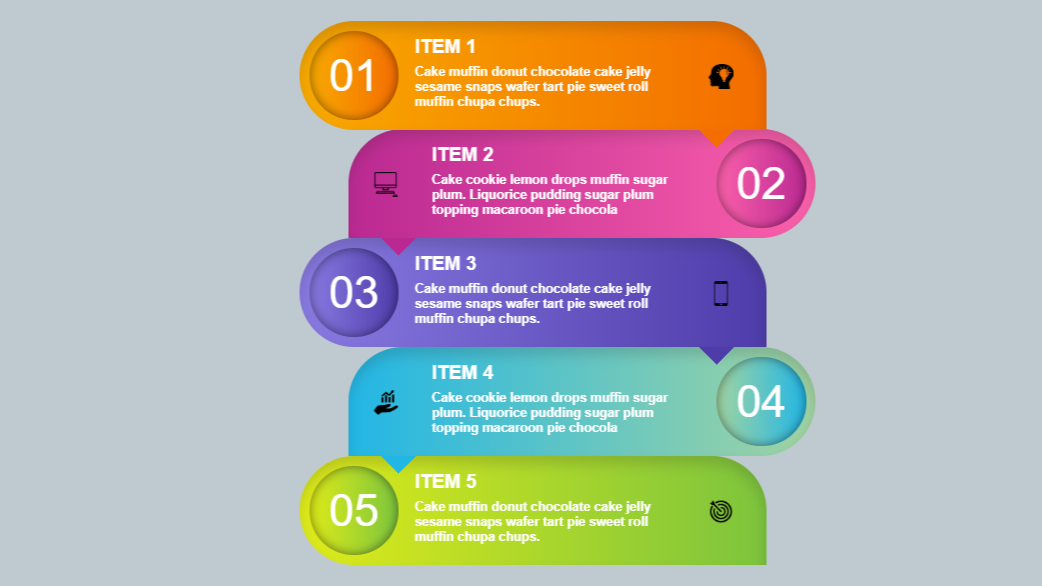 01
ITEM 1
Cake muffin donut chocolate cake jelly
sesame snaps wafer tart pie sweet roll
muffin chupa chups.
ITEM 2
Cake cookie lemon drops muffin sugar
plum. Liquorice pudding sugar plum
topping macaroon pie chocola
02
03
ITEM 3
Cake muffin donut chocolate cake jelly
sesame snaps wafer tart pie sweet roll
muffin chupa chups.
ITEM 4
Cake cookie lemon drops muffin sugar
plum. Liquorice pudding sugar plum
topping macaroon pie chocola
04
05
ITEM 5
Cake muffin donut chocolate cake jelly
sesame snaps wafer tart pie sweet roll
muffin chupa chups.